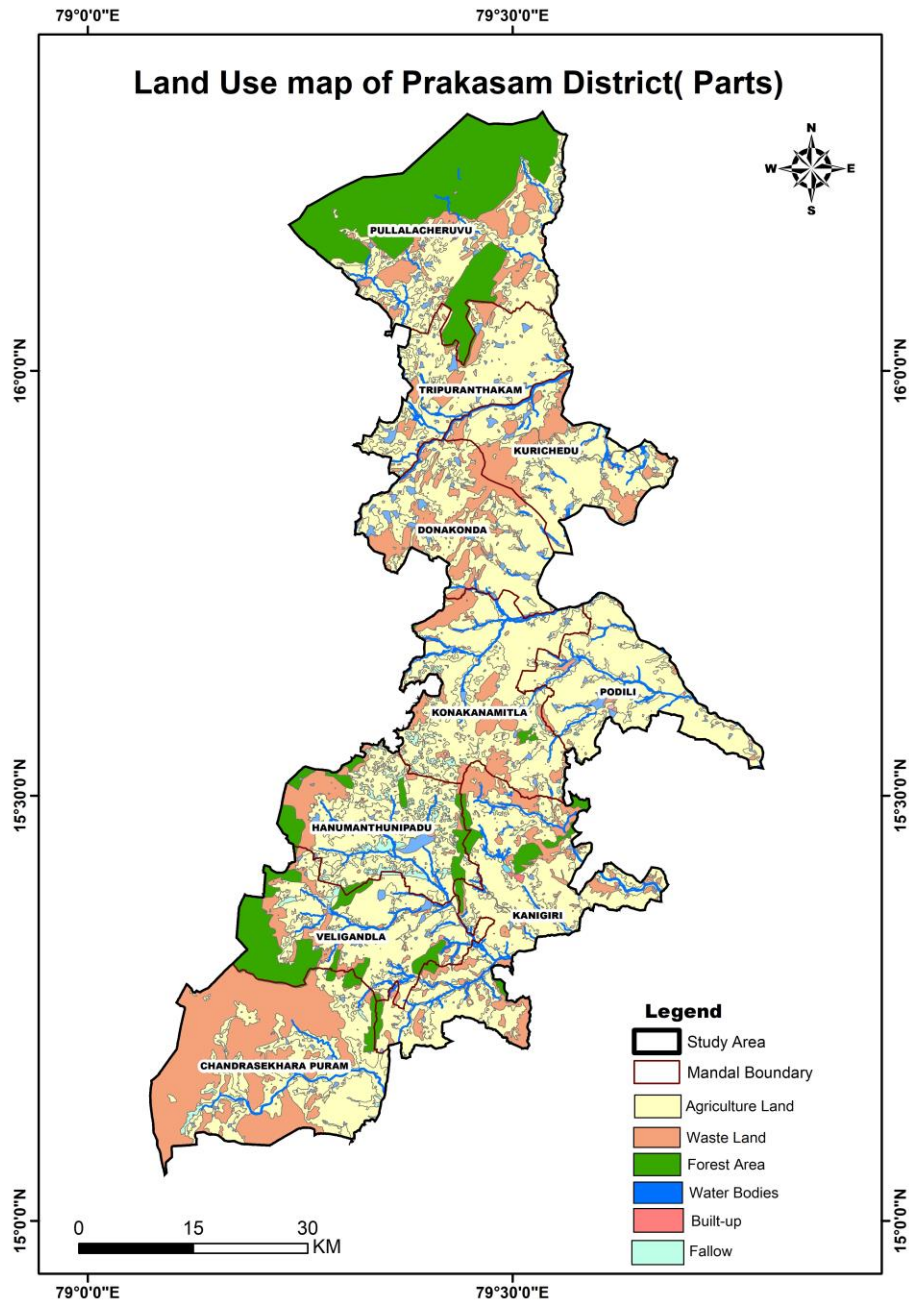 79°0'0"E
79°30'0"E
Land Use map of Prakasam District( Parts)
N
W
E
S
PULLALACHERUVU
16°0'0"N
16°0'0"N
TRIPURANTHAKAM
KURICHEDU
DONAKONDA
PODILI
KONAKANAMITLA
15°30'0"N
15°30'0"N
HANUMANTHUNIPADU
KANIGIRI
VELIGANDLA
CHANDRASEKHARA PURAM
Legend
Study Area
Mandal Boundary
Agriculture Land
Waste Land
Forest Area
Water Bodies
Built-up
Fallow
15°0'0"N
15°0'0"N
0 15 30
KM
79°0'0"E
79°30'0"E